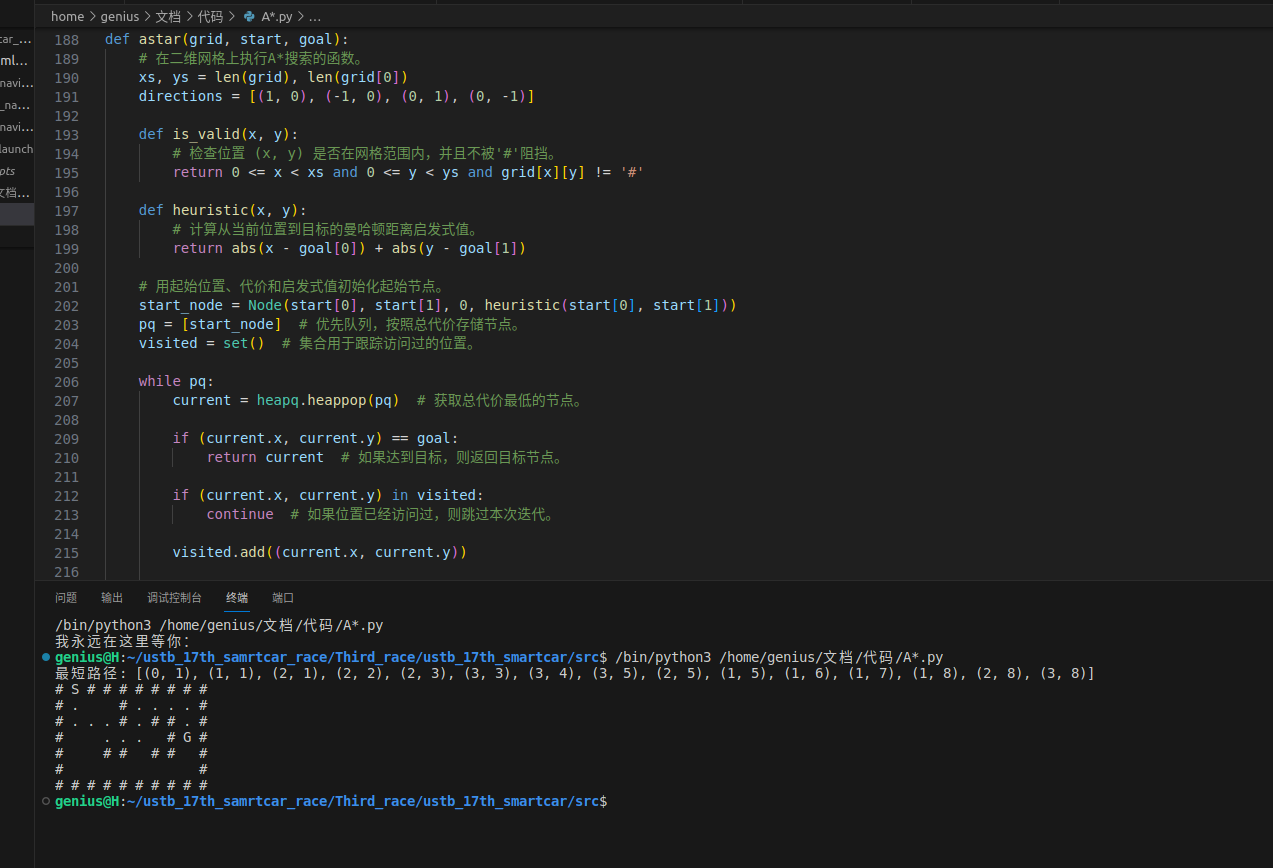 home > genius > 文档 > 代码 > A*.py > ...
car_...
ml...
navi...
_na...
navi...
launch
pts
文档...
188 def astar(grid, start, goal):
189 # 在二维网格上执行A*搜索的函数。
190 xs, ys = len(grid), len(grid[0])
191 directions = [(1, 0), (-1, 0), (0, 1), (0, -1)]
192
193 def is_valid(x, y):
194 # 检查位置 (x, y) 是否在网格范围内，并且不被'#'阻挡。
195 return 0 <= x < xs and 0 <= y < ys and grid[x][y] != '#'
196
197 def heuristic(x, y):
198 # 计算从当前位置到目标的曼哈顿距离启发式值。
199 return abs(x - goal[0]) + abs(y - goal[1])
200
201 # 用起始位置、代价和启发式值初始化起始节点。
202 start_node = Node(start[0], start[1], 0, heuristic(start[0], start[1]))
203 pq = [start_node]  # 优先队列，按照总代价存储节点。
204 visited = set()  # 集合用于跟踪访问过的位置。
205
206 while pq:
207 current = heapq.heappop(pq)  # 获取总代价最低的节点。
208
209 if (current.x, current.y) == goal:
210 return current  # 如果达到目标，则返回目标节点。
211
212 if (current.x, current.y) in visited:
213 continue  # 如果位置已经访问过，则跳过本次迭代。
214
215 visited.add((current.x, current.y))
216
问题 输出 调试控制台 终端 端口
/bin/python3 /home/genius/文档/代码/A*.py
我永远在这里等你：
genius@H:~/ustb_17th_samrtcar_race/Third_race/ustb_17th_smartcar/src$ /bin/python3 /home/genius/文档/代码/A*.py
最短路径: [(0, 1), (1, 1), (2, 1), (2, 2), (2, 3), (3, 3), (3, 4), (3, 5), (2, 5), (1, 5), (1, 6), (1, 7), (1, 8), (2, 8), (3, 8)]
# S # # # # # # # #
# .     # . . . . #
# . . . # . # # . #
#     . . .   # G #
#     # #   # #   #
#                 #
# # # # # # # # # #
genius@H:~/ustb_17th_samrtcar_race/Third_race/ustb_17th_smartcar/src$